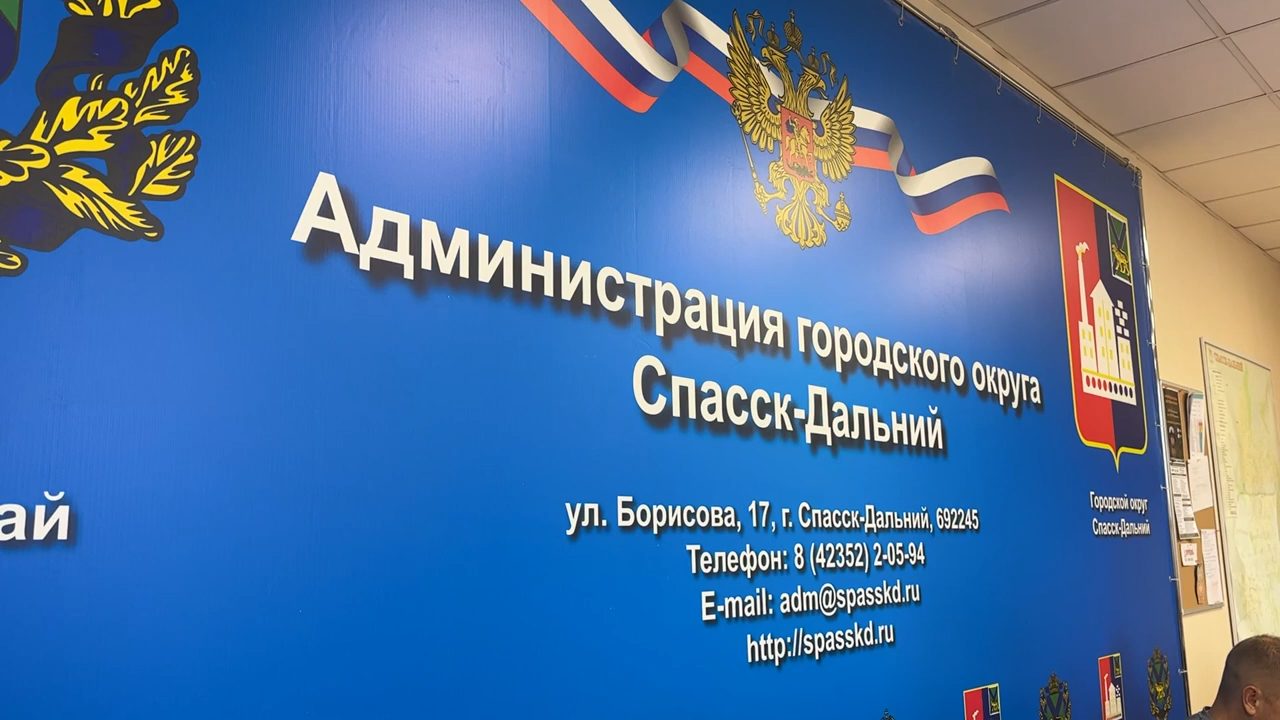 Администрация городского округа
Спасск-Дальний
ул. Борисова, 17, г. Спасск-Дальний, 692245
Телефон: 8 (42352) 2-05-94
E-mail: adm@spasskd.ru
http://spasskd.ru
ай
Городской округ
Спасск-Дальний